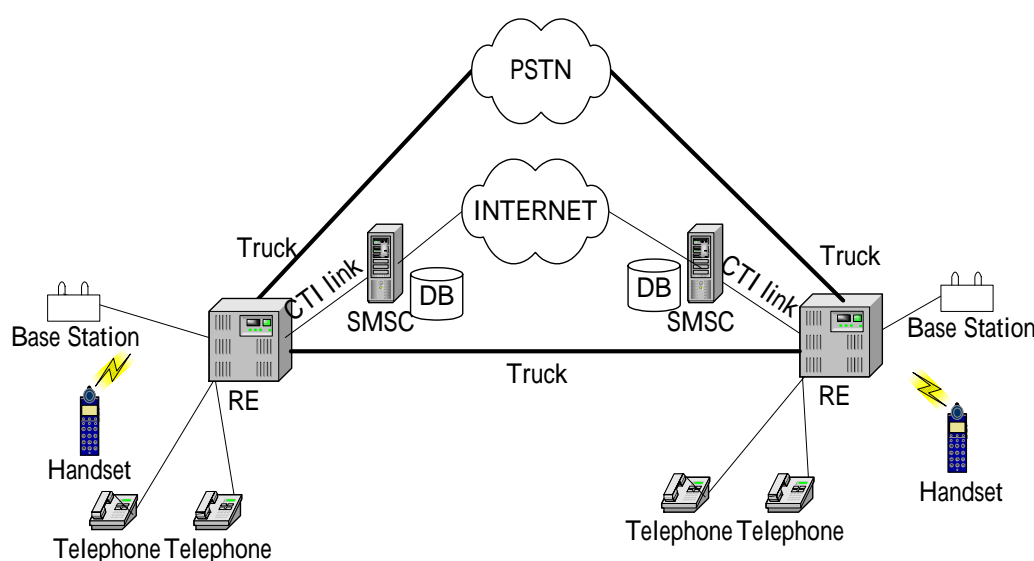 PSTN
INTERNET
Truck
Truck
CTI link
CTI link
DB
DB
SMSC
SMSC
Base Station
Base Station
Truck
RE
RE
Handset
Handset
Telephone Telephone
Telephone Telephone